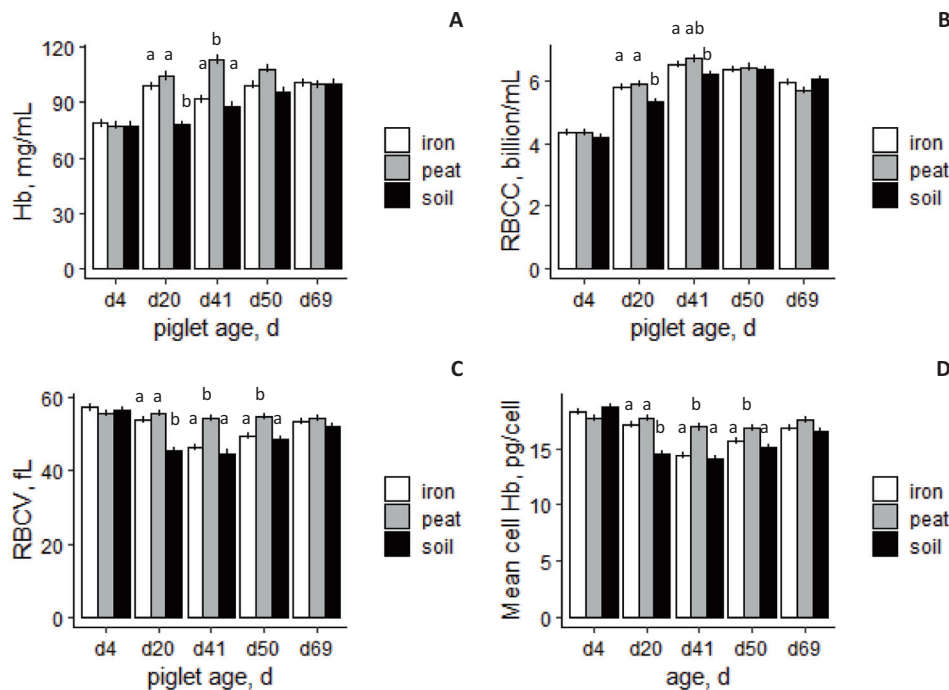 A
Hb, mg/mL
120
90
60
30
0
a a
b
a b a
d4 d20 d41 d50 d69
piglet age, d
iron
peat
soil
B
RBCC, billion/mL
6
4
2
0
a a b
a ab b
d4 d20 d41 d50 d69
piglet age, d
iron
peat
soil
C
RBCV, fL
60
40
20
0
a a b
a b a
a b a
d4 d20 d41 d50 d69
piglet age, d
iron
peat
soil
D
Mean cell Hb, pg/cell
15
10
5
0
a a b
a b a
a b a
d4 d20 d41 d50 d69
age, d
iron
peat
soil